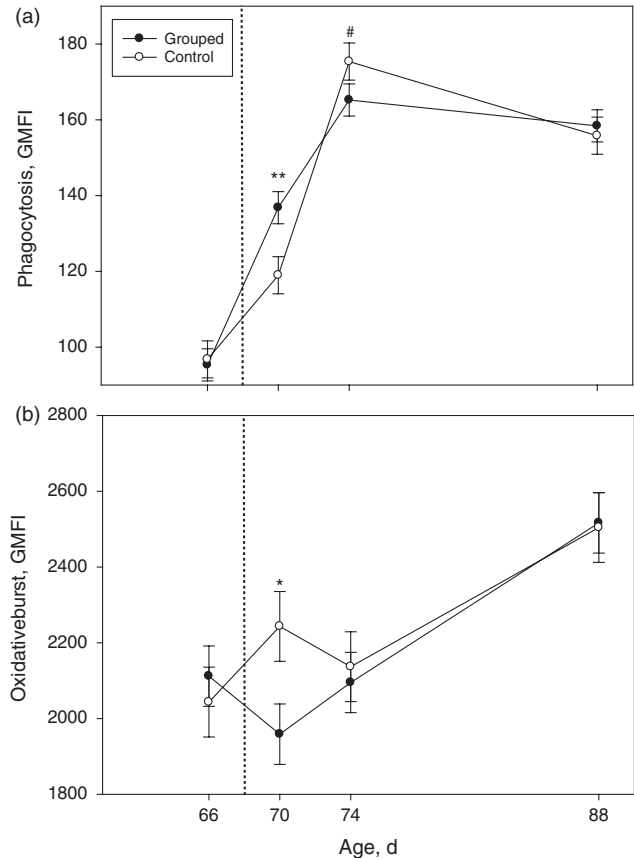 (a)
180
160
140
120
100
Phagocytosis, GMFI
Grouped
Control
**
#
(b)
2800
2600
2400
2200
2000
1800
Oxidativeburst, GMFI
*
66 70 74 88
Age, d